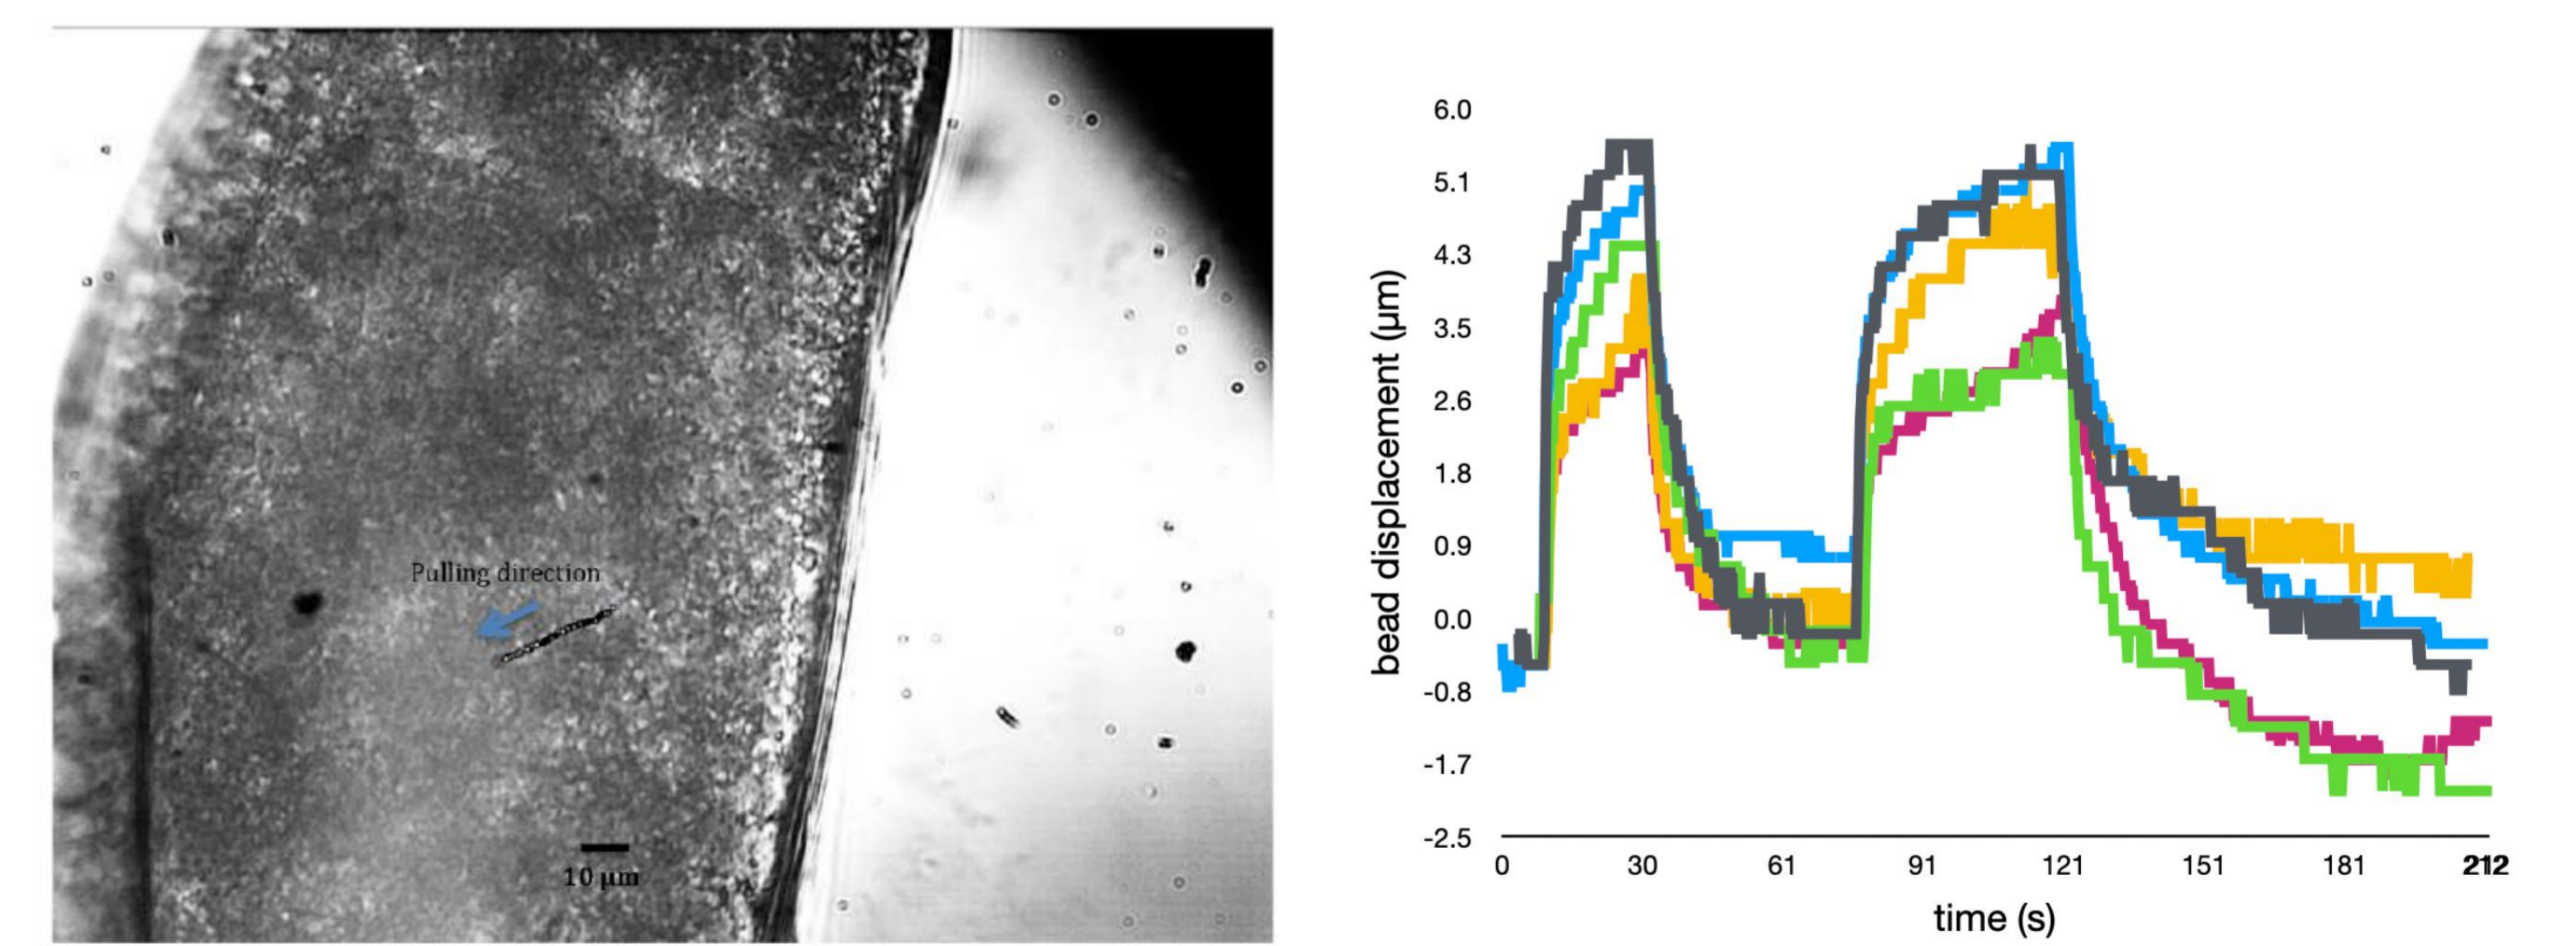 Pulling direction
10 μm
bead displacement (μm)
6.0
5.1
4.3
3.5
2.6
1.8
0.9
0.0
-0.8
-1.7
-2.5
0 30 61 91 121 151 181 212
time (s)